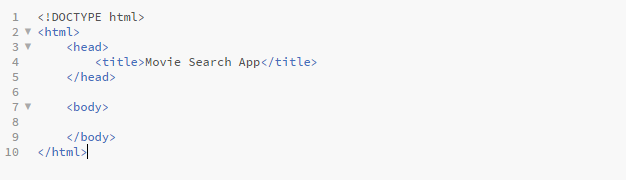 1 <!DOCTYPE html>
2 <html>
3     <head>
4         <title>Movie Search App</title>
5     </head>
6
7     <body>
8
9     </body>
10 </html>